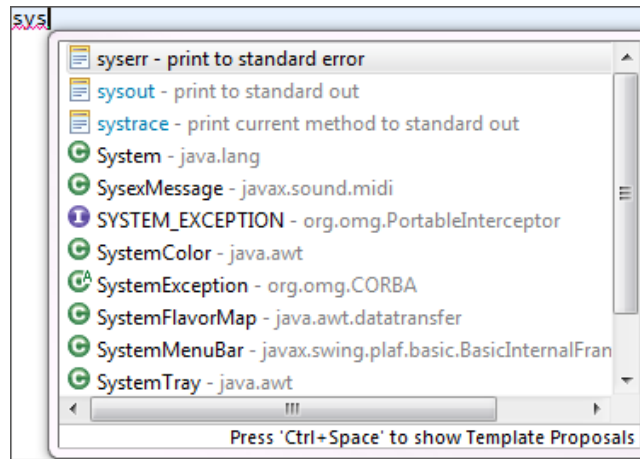 sys
syserr - print to standard error
sysout - print to standard out
systrace - print current method to standard out
System - java.lang
SysexMessage - javax.sound.midi
SYSTEM_EXCEPTION - org.omg.PortableInterceptor
SystemColor - java.awt
SystemException - org.omg.CORBA
SystemFlavorMap - java.awt.datatransfer
SystemMenuBar - javax.swing.plaf.basic.BasicInternalFran
SystemTray - java.awt
Press 'Ctrl+Space' to show Template Proposals